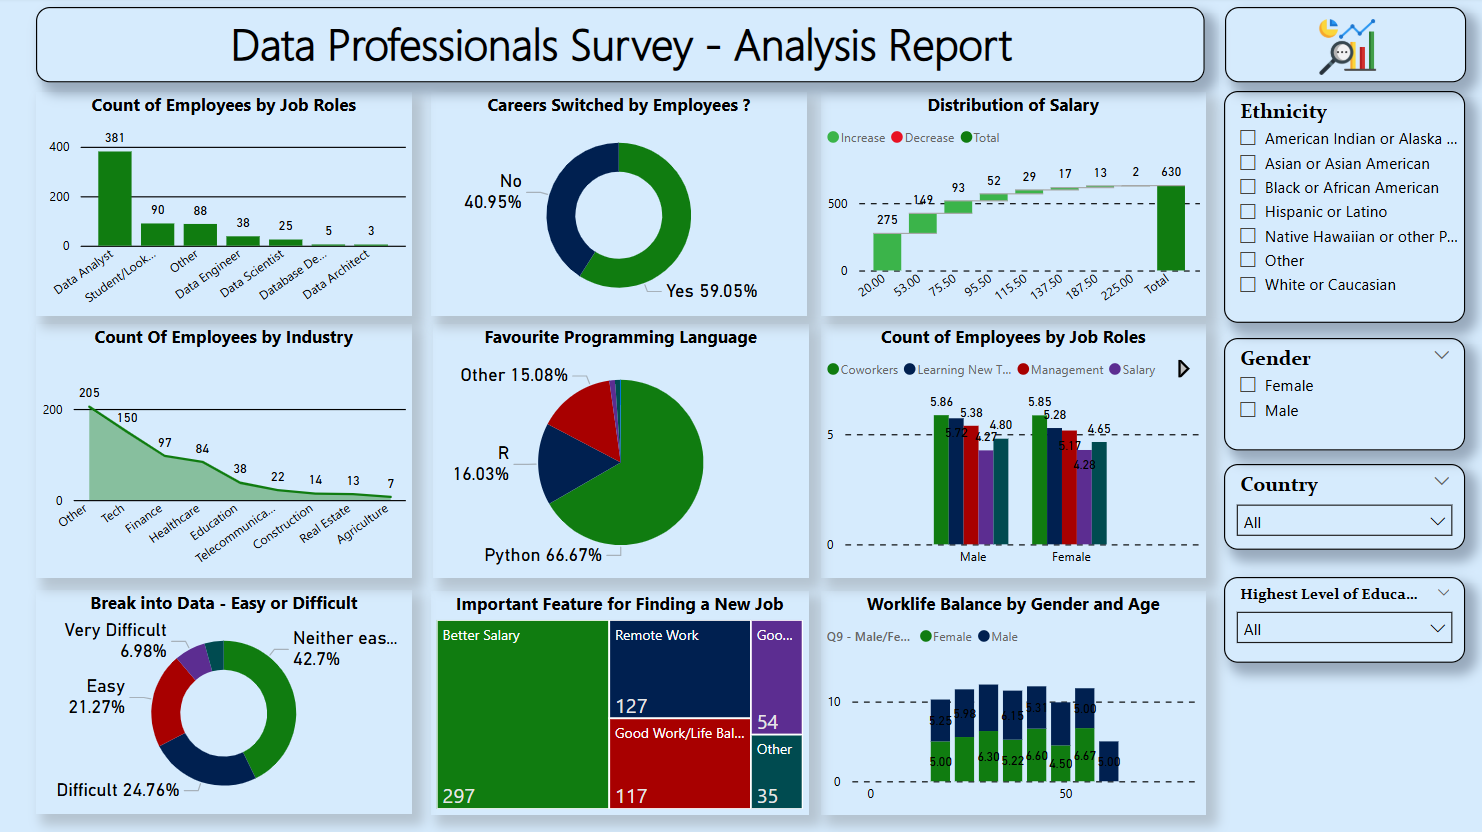 Data Professionals Survey - Analysis Report
Count of Employees by Job Roles
381
400
200
0
90
88
38
25
5
3
Data Analyst
Student/Look...
Other
Data Engineer
Data Scientist
Database De...
Data Architect
Careers Switched by Employees ?
No
40.95%
Yes 59.05%
Distribution of Salary
Increase
Decrease
Total
500
0
275
149
93
52
29
17
13
2
630
20.00
53.00
75.50
95.50
115.50
137.50
187.50
225.00
Total
Count Of Employees by Industry
200
0
205
150
97
84
38
22
14
13
7
Other
Tech
Finance
Healthcare
Education
Telecommunica...
Construction
Real Estate
Agriculture
Favourite Programming Language
Other 15.08%
R
16.03%
Python 66.67%
Count of Employees by Job Roles
Coworkers
Learning New T...
Management
Salary
5
0
5.86
5.72
5.38
4.27
4.80
5.85
5.28
5.17
4.28
4.65
Male
Female
Break into Data - Easy or Difficult
Very Difficult
6.98%
Neither eas...
42.7%
Easy
21.27%
Difficult 24.76%
Important Feature for Finding a New Job
Better Salary
297
Remote Work
127
Good Work/Life Bal...
117
Goo...
54
Other
35
Worklife Balance by Gender and Age
Q9 - Male/Fe...
Female
Male
10
0
5.25
5.98
6.15
5.31
5.00
5.00
6.30
5.22
6.60
4.50
6.67
5.00
0
50
Ethnicity
American Indian or Alaska ...
Asian or Asian American
Black or African American
Hispanic or Latino
Native Hawaiian or other P...
Other
White or Caucasian
Gender
Female
Male
Country
All
Highest Level of Educa...
All